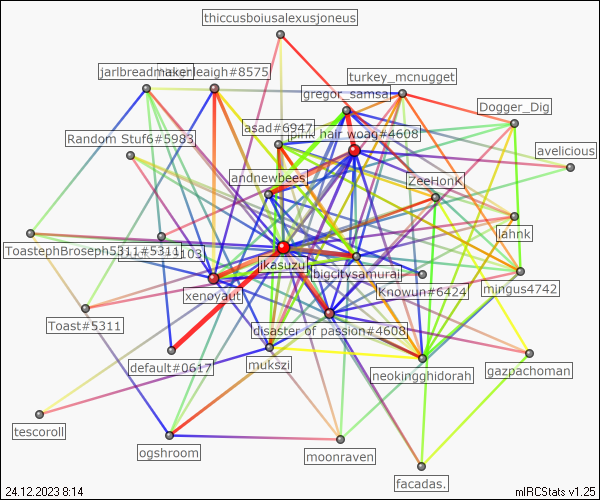 thiccusboiusalexusjoneus
jarlbreadmaker
hayerleigh#8575
turkey_mcnugget
gregor_samsa
Dogger_Dig
asad#6947
pink hair_woag#4608
Random Stuf6#5983
avelicious
andnewbees
ZeeHonK
lahnk
ToastephBroseph5311#5311
103
jkasuzu
bigcitysamurai
Knowun#6424
mingus4742
xenoyaut
Toast#5311
disaster of passion#4608
default#0617
mukszi
neokingghidorah
gazpachoman
tescoroll
ogshroom
moonraven
facadas.
24.12.2023 8:14
mIRCStats v1.25